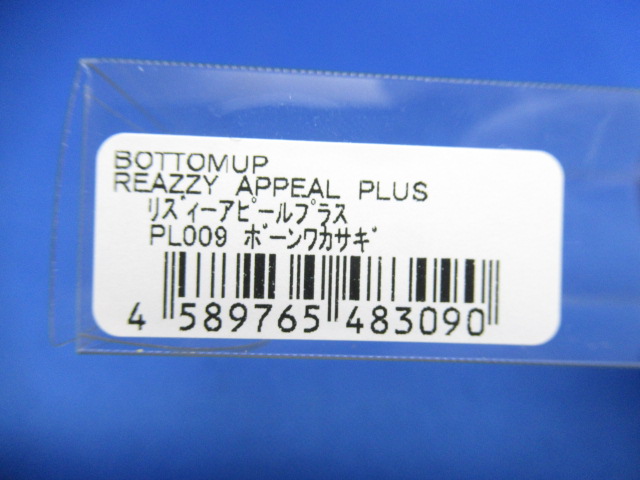 BOTTOMUP
REAZZY APPEAL PLUS
ﾘｽﾞｨｰｱﾋﾟｰﾙﾌﾟﾗｽ
PL009 ﾎﾞｰﾝﾜｶｻｷﾞ
4 589765 483090